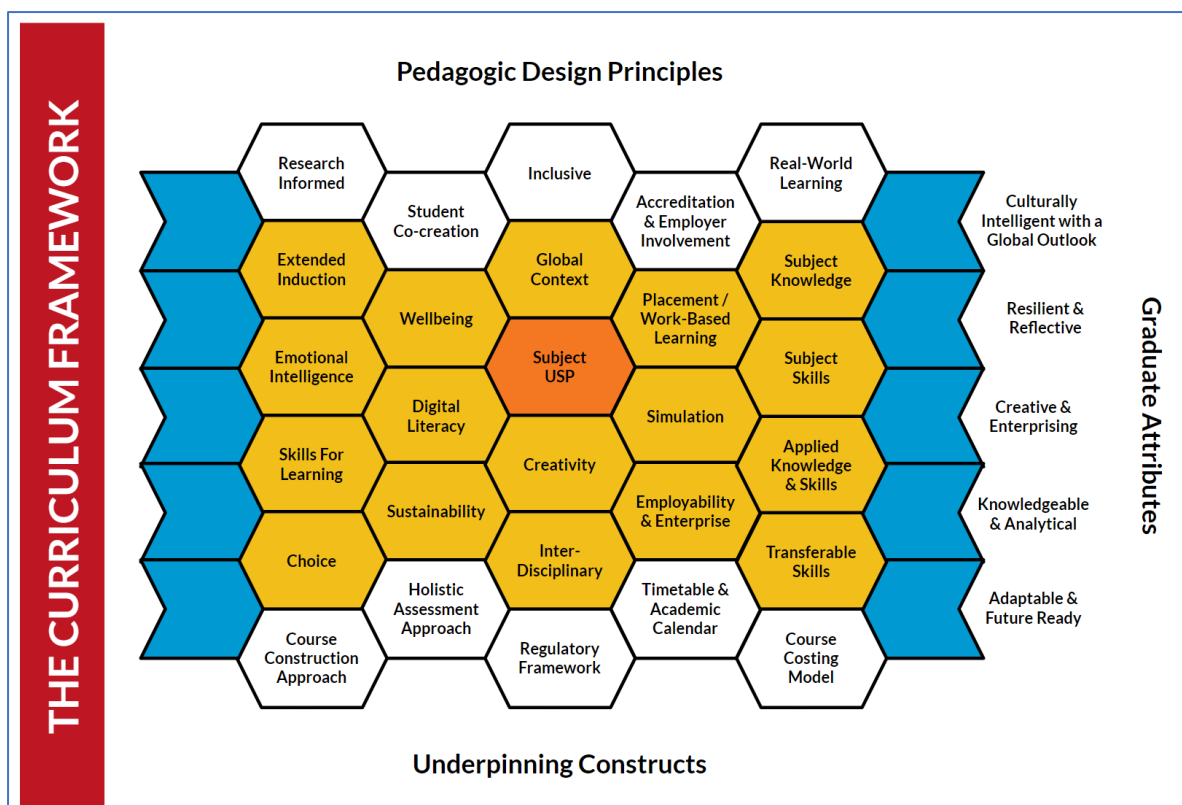 THE CURRICULUM FRAMEWORK
Pedagogic Design Principles
Research
Informed
Student
Co-creation
Inclusive
Accreditation
& Employer
Involvement
Real-World
Learning
Extended
Induction
Wellbeing
Global
Context
Placement /
Work-Based
Learning
Subject
Knowledge
Emotional
Intelligence
Digital
Literacy
Subject
USP
Simulation
Subject
Skills
Skills For
Learning
Sustainability
Creativity
Employability
& Enterprise
Applied
Knowledge
& Skills
Choice
Holistic
Assessment
Approach
Inter-
Disciplinary
Timetable &
Academic
Calendar
Transferable
Skills
Course
Construction
Approach
Regulatory
Framework
Course
Costing
Model
Culturally
Intelligent with a
Global Outlook
Resilient &
Reflective
Creative &
Enterprising
Knowledgeable
& Analytical
Adaptable &
Future Ready
Graduate Attributes
Underpinning Constructs